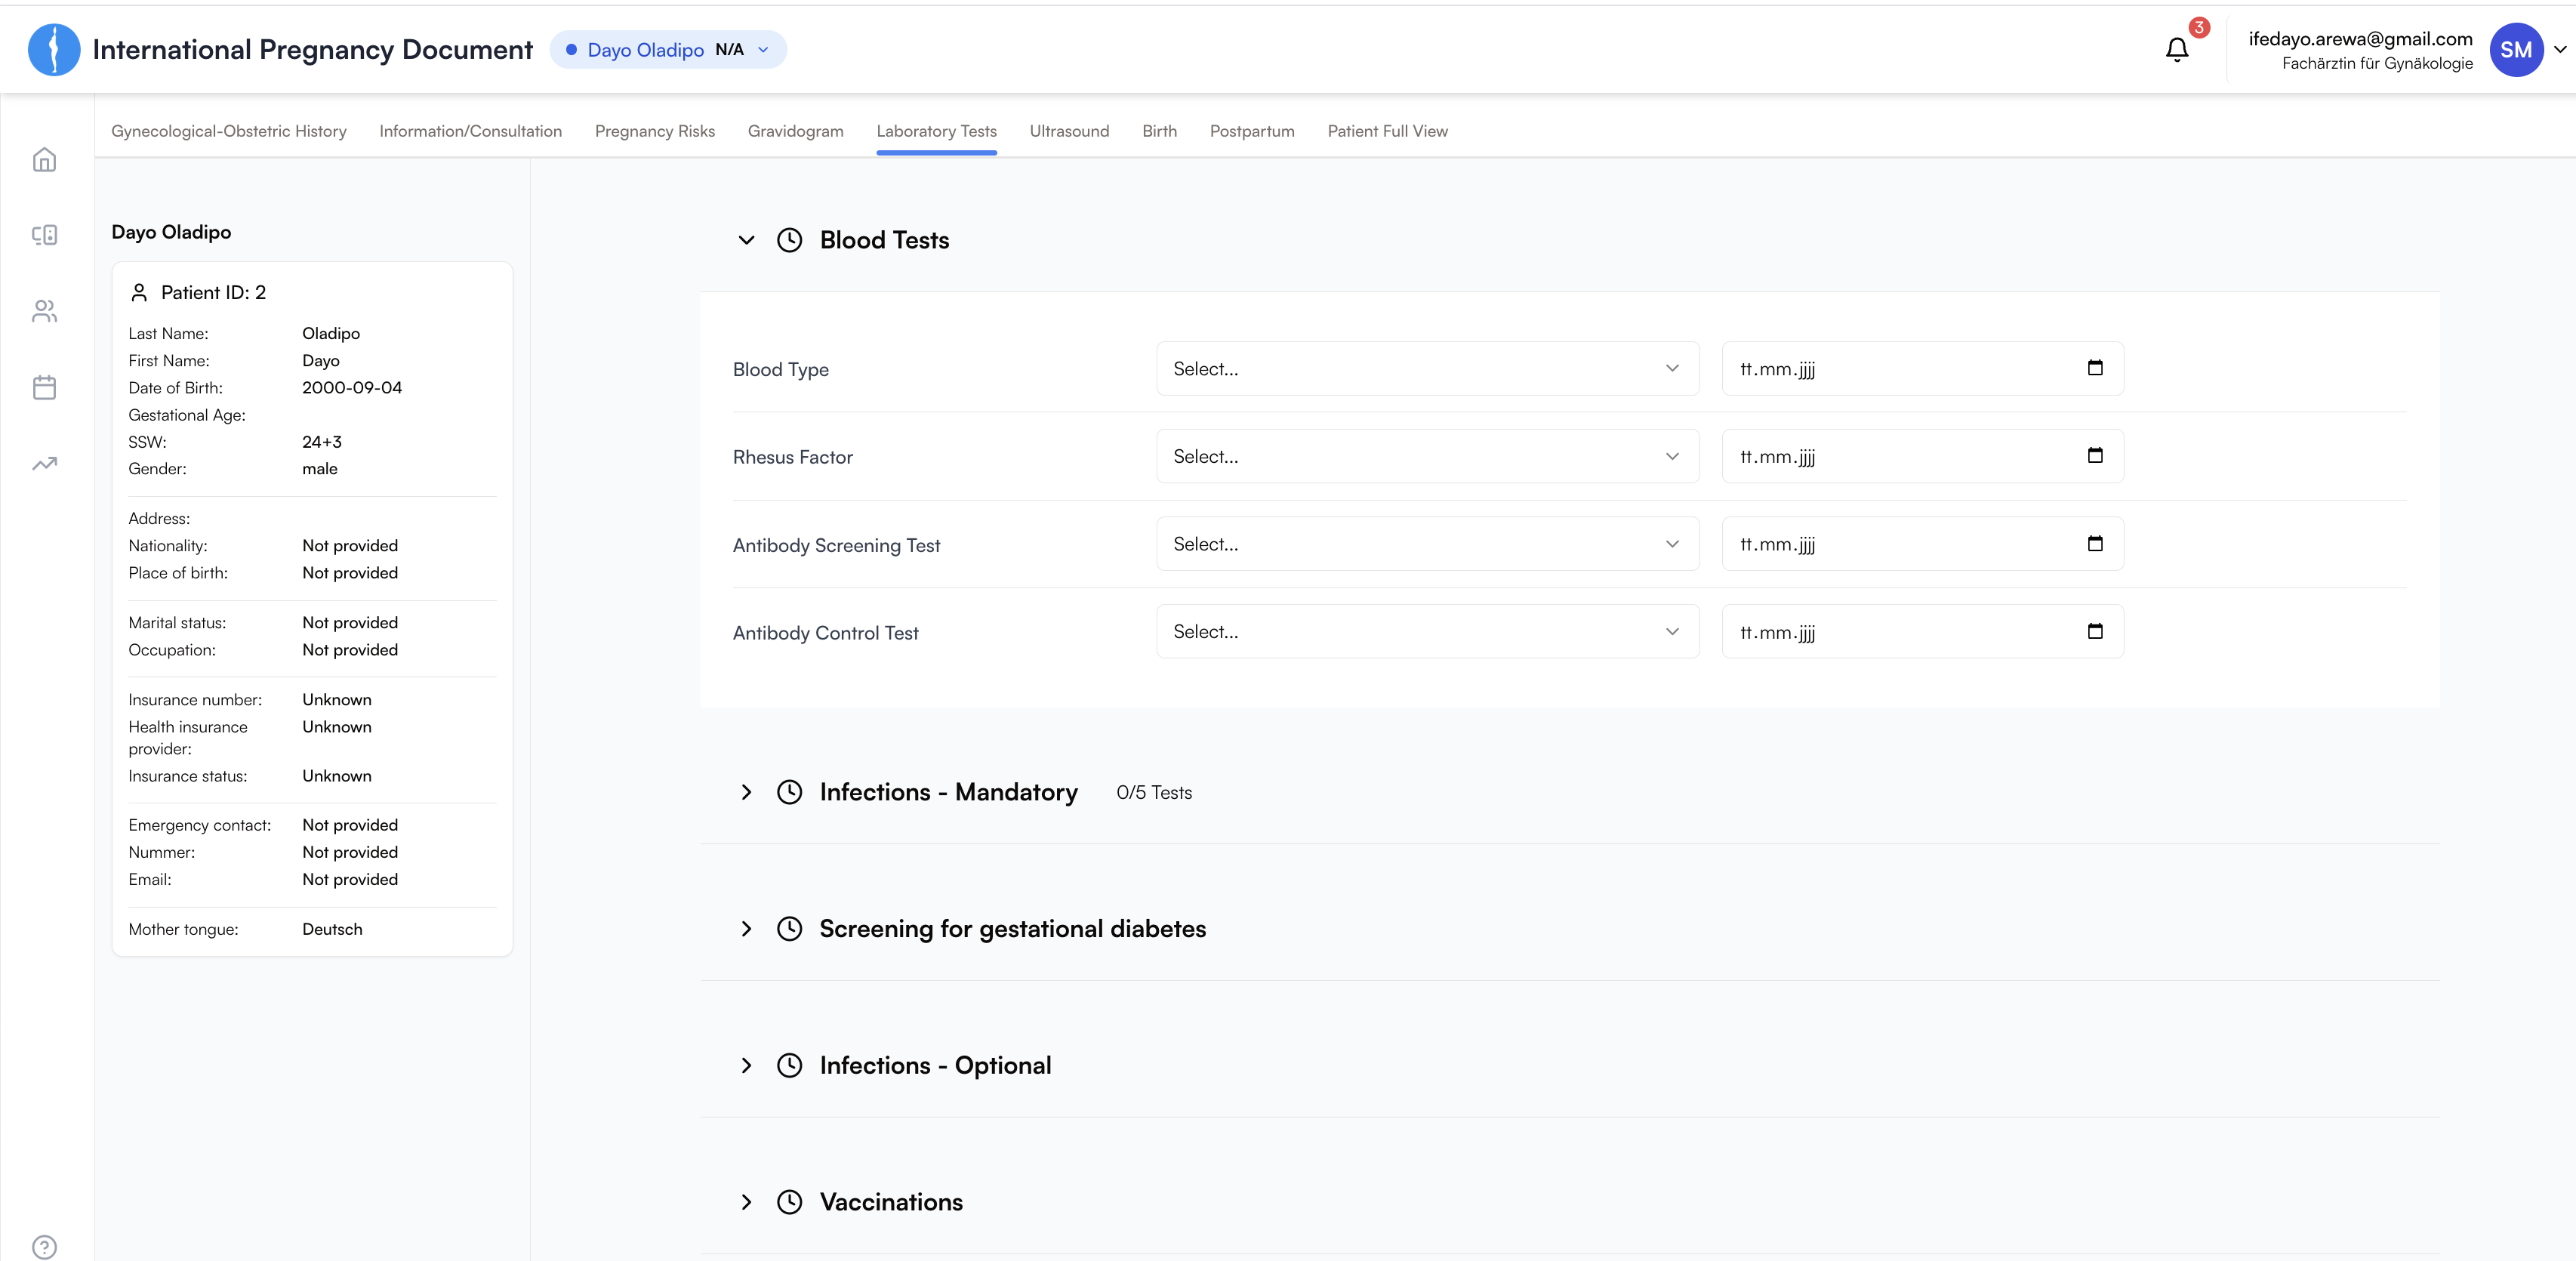 International Pregnancy Document
Dayo Oladipo N/A
3
ifedayo.arewa@gmail.com
Fachärztin für Gynäkologie
SM
Gynecological-Obstetric History Information/Consultation Pregnancy Risks Gravidogram Laboratory Tests Ultrasound Birth Postpartum Patient Full View
Dayo Oladipo
Patient ID: 2
Last Name: Oladipo
First Name: Dayo
Date of Birth: 2000-09-04
Gestational Age:
SSW: 24+3
Gender: male
Address:
Nationality: Not provided
Place of birth: Not provided
Marital status: Not provided
Occupation: Not provided
Insurance number: Unknown
Health insurance Unknown
provider:
Insurance status: Unknown
Emergency contact: Not provided
Nummer: Not provided
Email: Not provided
Mother tongue: Deutsch
Blood Tests
Blood Type Select... tt.mm.jjjj
Rhesus Factor Select... tt.mm.jjjj
Antibody Screening Test Select... tt.mm.jjjj
Antibody Control Test Select... tt.mm.jjjj
Infections - Mandatory 0/5 Tests
Screening for gestational diabetes
Infections - Optional
Vaccinations